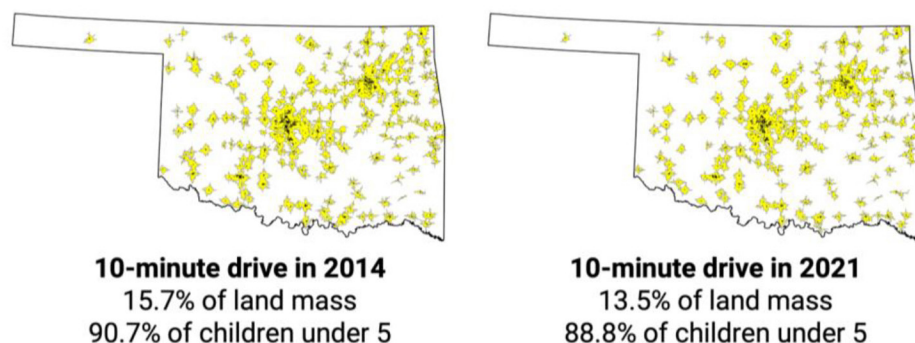 10-minute drive in 2014
15.7% of land mass
90.7% of children under 5
10-minute drive in 2021
13.5% of land mass
88.8% of children under 5